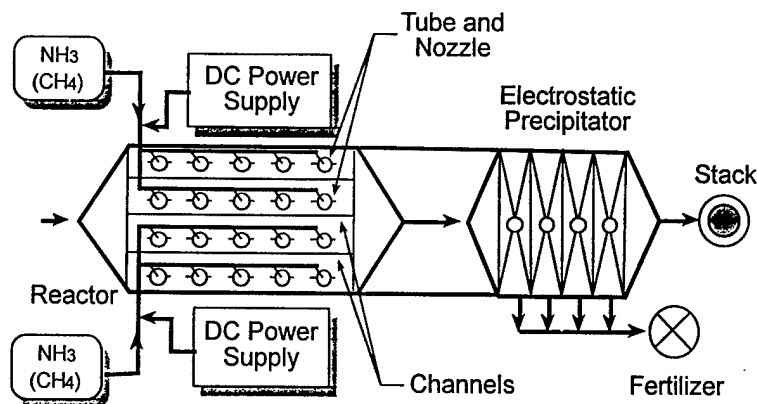 NH3
(CH4)
DC Power
Supply
Tube and
Nozzle
Electrostatic
Precipitator
Stack
Reactor
NH3
(CH4)
DC Power
Supply
Channels
Fertilizer